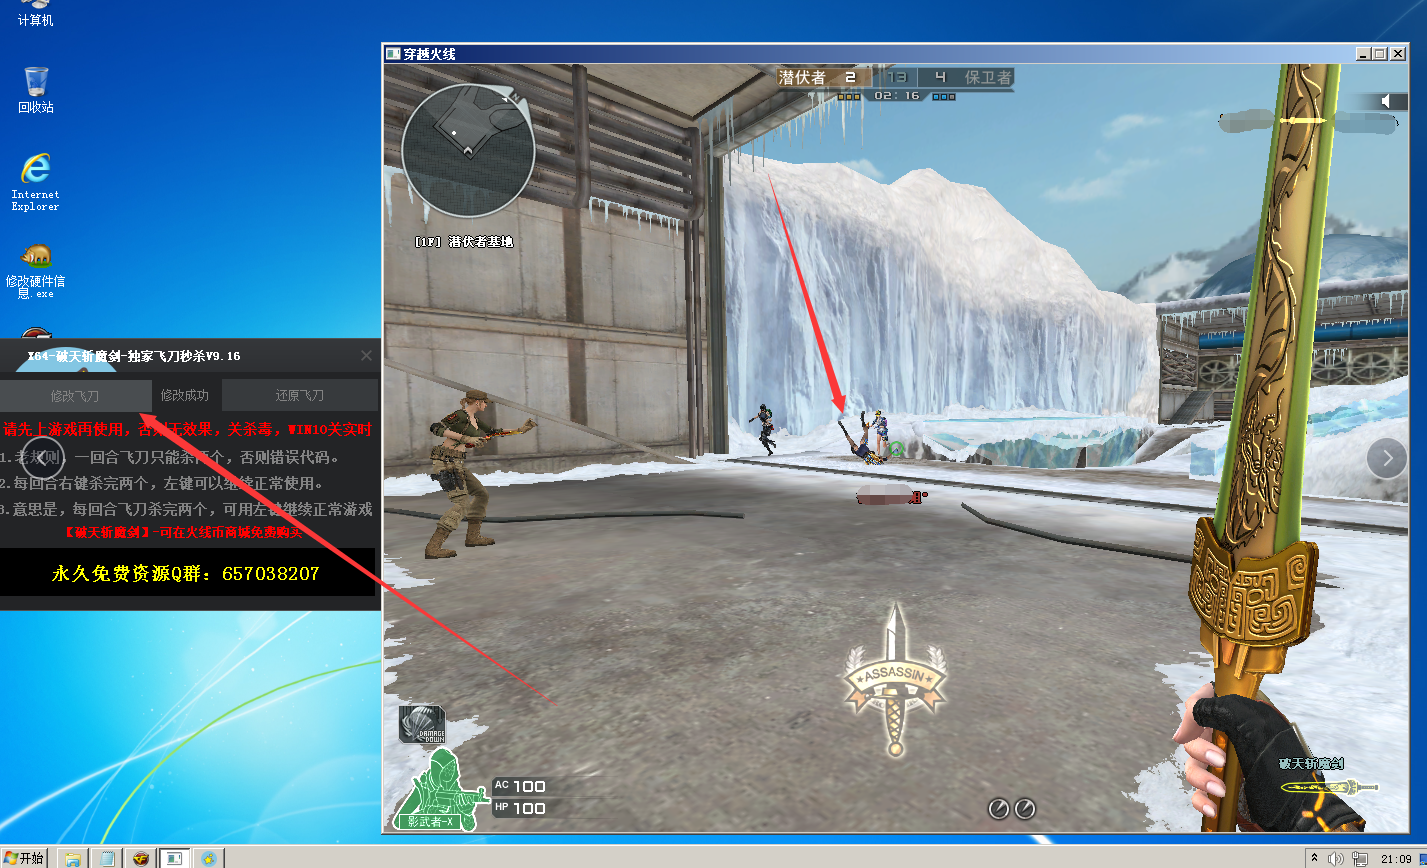 计算机
回收站
Internet
Explorer
修改硬件信
息.exe
X64-破天斩魔剑-独家飞刀秒杀V9.16
修改飞刀
修改成功
还原飞刀
请先上游戏再使用，否则无效果，关杀毒，WIN10关实时
1.老规则，一回合飞刀只能杀两个，否则错误代码。
2.每回合右键杀完两个，左键可以继续正常使用。
3.意思是，每回合飞刀杀完两个，可用左键继续正常游戏
【破天斩魔剑】-可在火线币商城免费购买
永久免费资源Q群：657038207
穿越火线
潜伏者 2 13 4 保卫者
02:16
N
[1F] 潜伏者基地
ASSASSIN
DAMAGE
DOWN
AC 100
HP 100
影武者-X
破天斩魔剑
开始
21:09